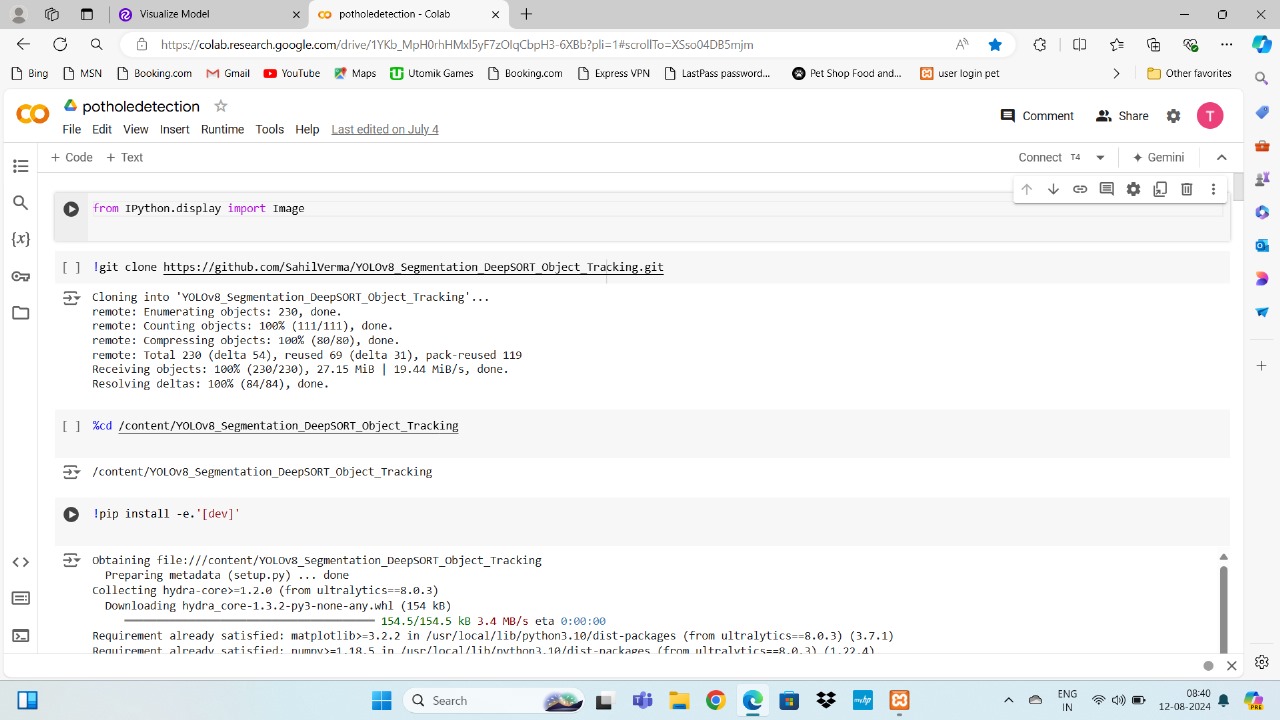 Visualize Model
potholedetection - Colab
https://colab.research.google.com/drive/1YKb_MpH0rhHMxl5yF7zOIqCbpH3-6XBb?pli=1#scrollTo=XSso04DB5mjm
Bing MSN Booking.com Gmail YouTube Maps Utomik Games Booking.com Express VPN LastPass password... Pet Shop Food and... user login pet Other favorites
potholedetection
File Edit View Insert Runtime Tools Help Last edited on July 4
Comment Share T
+ Code + Text
Connect T4 Gemini
from IPython.display import Image
[ ] !git clone https://github.com/SahilVerma/YOLOv8_Segmentation_DeepSORT_Object_Tracking.git
Cloning into 'YOLOv8_Segmentation_DeepSORT_Object_Tracking'...
remote: Enumerating objects: 230, done.
remote: Counting objects: 100% (111/111), done.
remote: Compressing objects: 100% (80/80), done.
remote: Total 230 (delta 54), reused 69 (delta 31), pack-reused 119
Receiving objects: 100% (230/230), 27.15 MiB | 19.44 MiB/s, done.
Resolving deltas: 100% (84/84), done.
[ ] %cd /content/YOLOv8_Segmentation_DeepSORT_Object_Tracking
/content/YOLOv8_Segmentation_DeepSORT_Object_Tracking
!pip install -e.'[dev]'
Obtaining file:///content/YOLOv8_Segmentation_DeepSORT_Object_Tracking
Preparing metadata (setup.py) ... done
Collecting hydra-core>=1.2.0 (from ultralytics==8.0.3)
Downloading hydra_core-1.3.2-py3-none-any.whl (154 kB)
154.5/154.5 kB 3.4 MB/s eta 0:00:00
Requirement already satisfied: matplotlib>=3.2.2 in /usr/local/lib/python3.10/dist-packages (from ultralytics==8.0.3) (3.7.1)
Requirement already satisfied: numpy>=1.18.5 in /usr/local/lib/python3.10/dist-packages (from ultralytics==8.0.3) (1.22.4)
Search
myhp
ENG
IN
08:40
12-08-2024
PRE